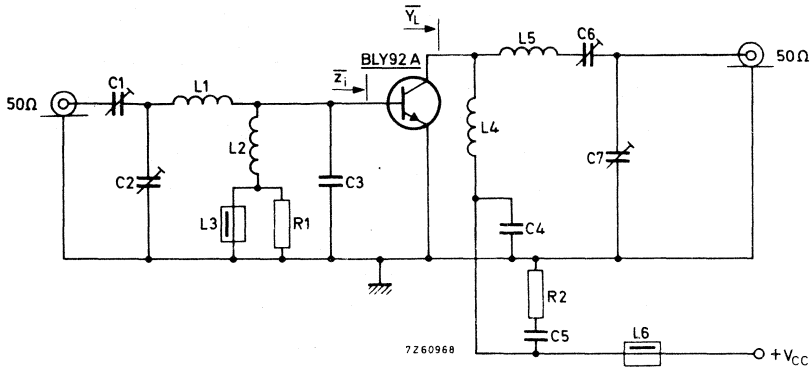 Y̅L̅
C6
L5
50Ω
BLY92A
C1
L1
z̅i̅
50Ω
L4
L2
C7
C2
C3
L3
R1
C4
R2
L6
7Z60968
C5
+VCC